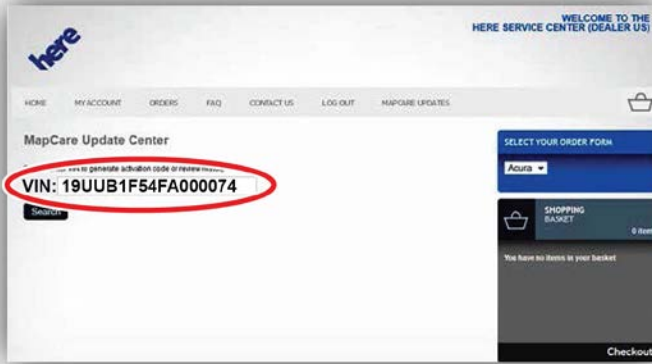 here
WELCOME TO THE
HERE SERVICE CENTER (DEALER US)
HOME MY ACCOUNT ORDERS FAQ CONTACT US LOG OUT MAPCARE UPDATES
MapCare Update Center
to generate activation code or review
VIN: 19UUB1F54FA000074
Search
SELECT YOUR ORDER FORM
Acura
SHOPPING
BASKET
0 item
You have no items in your basket
Checkout